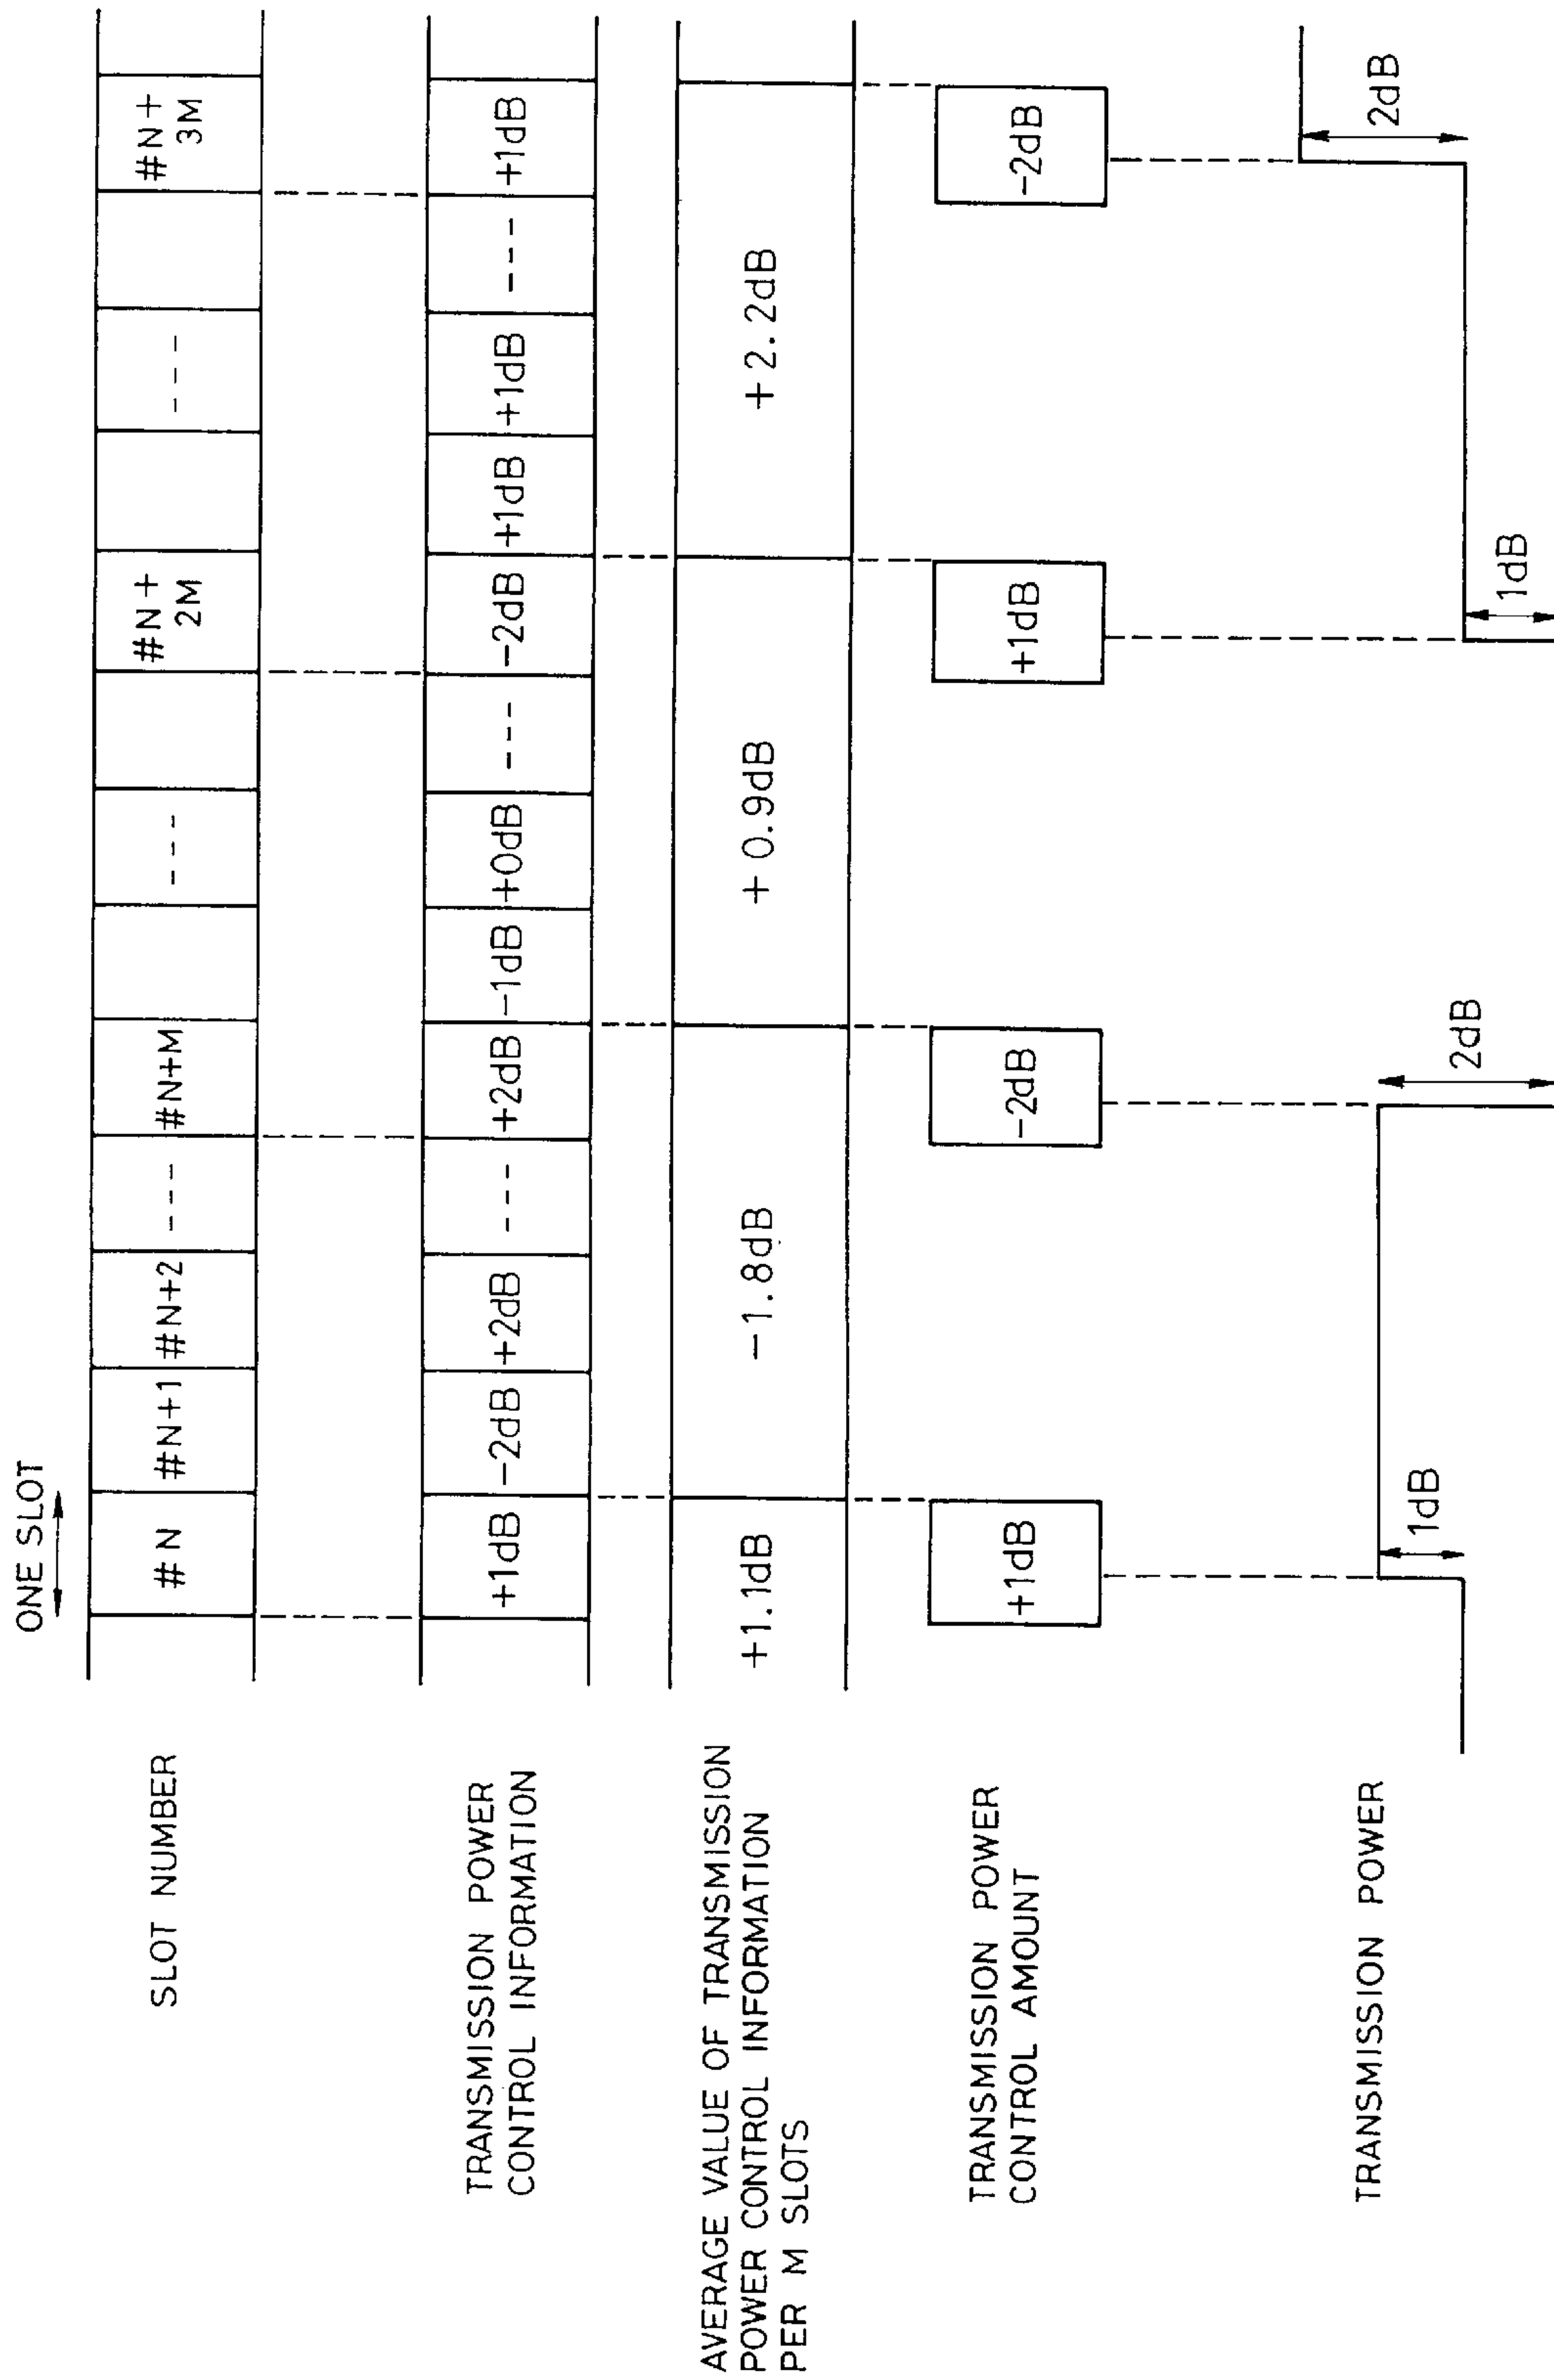 ONE SLOT
SLOT NUMBER
#N
#N+1
#N+2
---
#N+M
---
#N+
2M
---
#N+
3M
TRANSMISSION POWER
CONTROL INFORMATION
+1dB
-2dB
+2dB
---
+2dB
-1dB
+0dB
---
-2dB
+1dB
+1dB
---
+1dB
AVERAGE VALUE OF TRANSMISSION
POWER CONTROL INFORMATION
PER M SLOTS
+1.1dB
-1.8dB
+0.9dB
+2.2dB
TRANSMISSION POWER
CONTROL AMOUNT
+1dB
-2dB
+1dB
-2dB
TRANSMISSION POWER
1dB
2dB
1dB
2dB